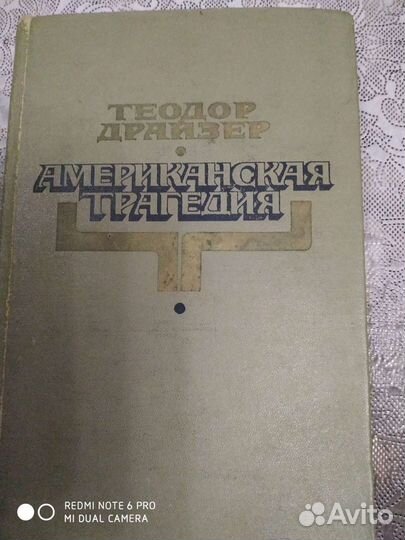 ТЕОДОР
ДРАЙЗЕР
АМЕРИКАНСКАЯ
ТРАГЕДИЯ
REDMI NOTE 6 PRO
MI DUAL CAMERA
Avito